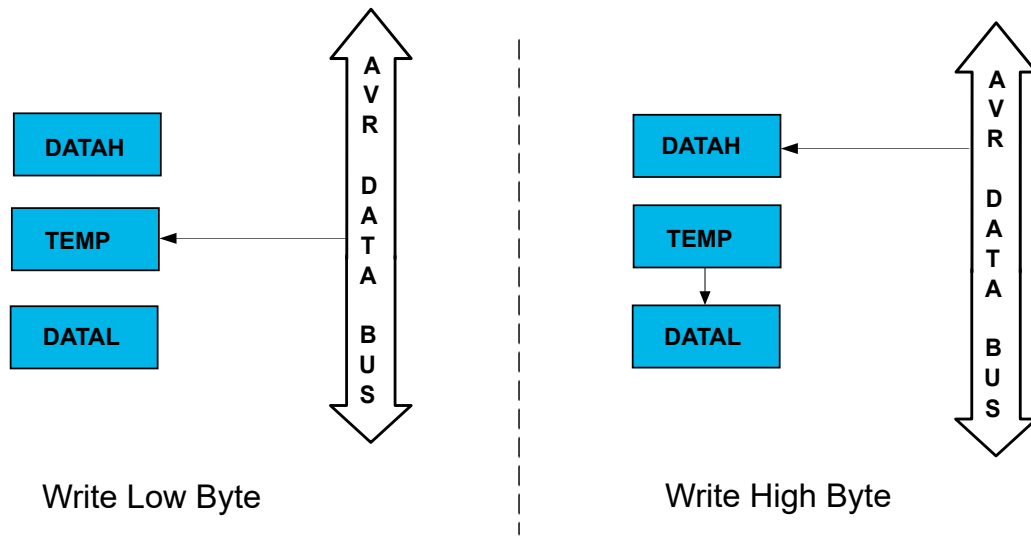 DATAH
TEMP
DATAL
AVR DATA BUS
Write Low Byte
DATAH
TEMP
DATAL
AVR DATA BUS
Write High Byte